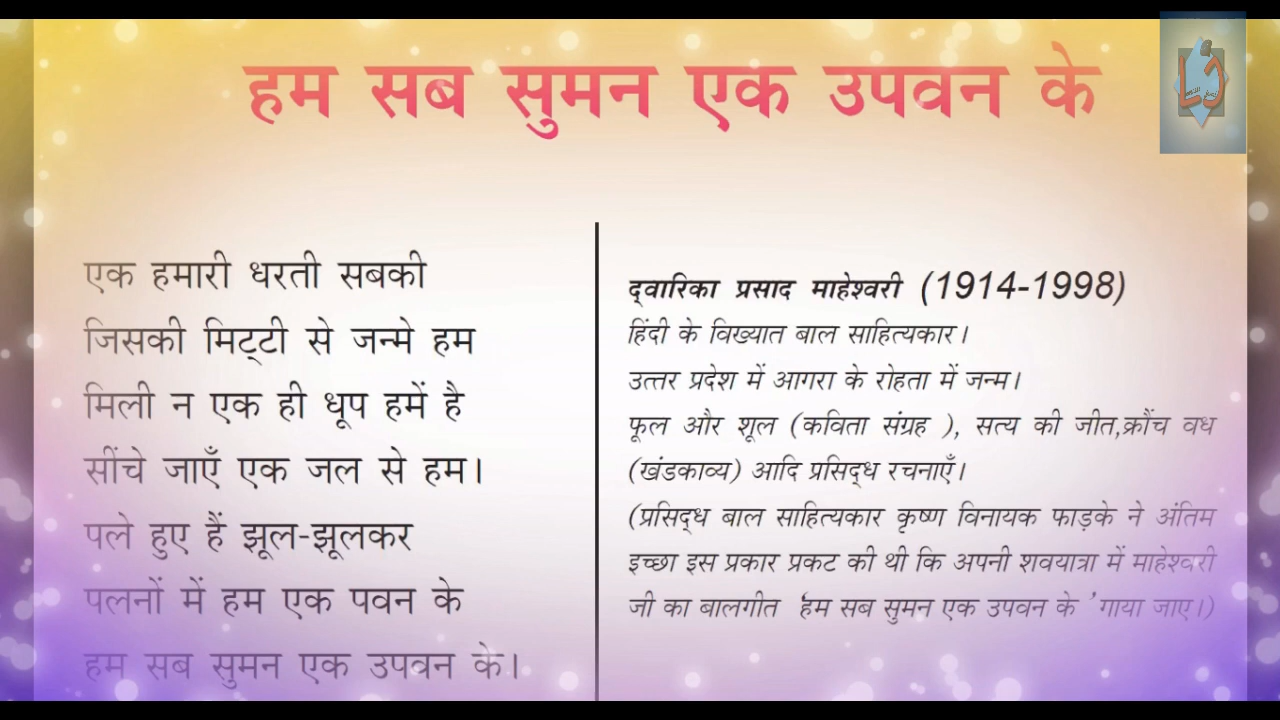 हम सब सुमन एक उपवन के
एक हमारी धरती सबकी
जिसकी मिट्‌टी से जन्मे हम
मिली न एक ही धूप हमें है
सींचे जाएँ एक जल से हम।
पले हुए हैं झूल-झूलकर
पलनों में हम एक पवन के
हम सब सुमन एक उपवन के।
द्‌वारिका प्रसाद माहेश्वरी (1914-1998)
हिंदी के विख्यात बाल साहित्यकार।
उत्तर प्रदेश में आगरा के रोहता में जन्म।
फूल और शूल (कविता संग्रह ), सत्य की जीत,क्रौंच वध
(खंडकाव्य) आदि प्रसिद्‌ध रचनाएँ।
(प्रसिद्‌ध बाल साहित्यकार कृष्ण विनायक फाड़के ने अंतिम
इच्छा इस प्रकार प्रकट की थी कि अपनी शवयात्रा में माहेश्वरी
जी का बालगीत ‘हम सब सुमन एक उपवन के ’ गाया जाए।)